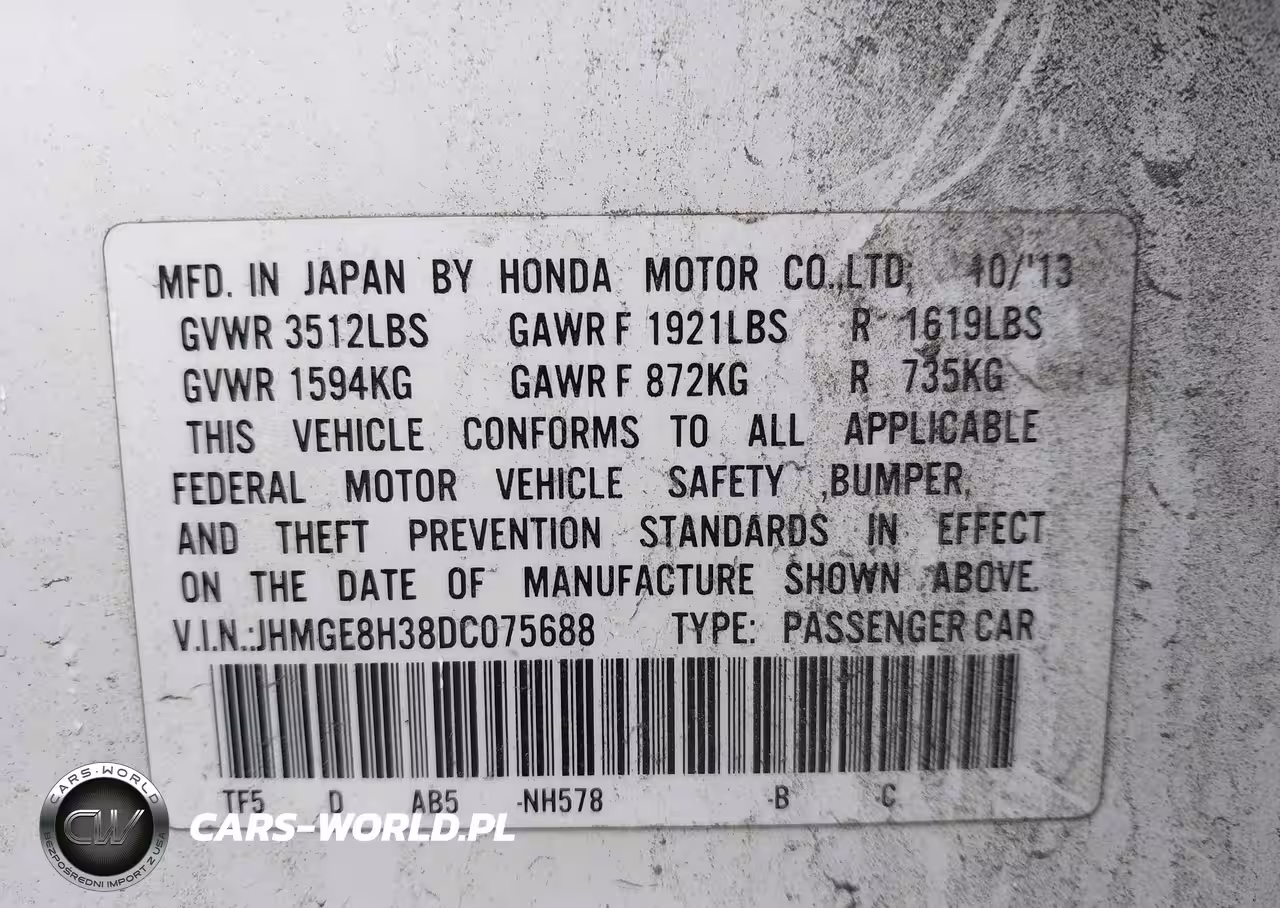 MFD. IN JAPAN BY HONDA MOTOR CO.,LTD. 10/'13
GVWR 3512LBS GAWR F 1921LBS R 1619LBS
GVWR 1594KG GAWR F 872KG R 735KG
THIS VEHICLE CONFORMS TO ALL APPLICABLE
FEDERAL MOTOR VEHICLE SAFETY ,BUMPER,
AND THEFT PREVENTION STANDARDS IN EFFECT
ON THE DATE OF MANUFACTURE SHOWN ABOVE.
V.I.N.:JHMGE8H38DC075688 TYPE: PASSENGER CAR
TF5 D AB5 -NH578 -B -C
CARS-WORLD
CW
BEZPOŚREDNI IMPORT Z USA
CARS-WORLD.PL